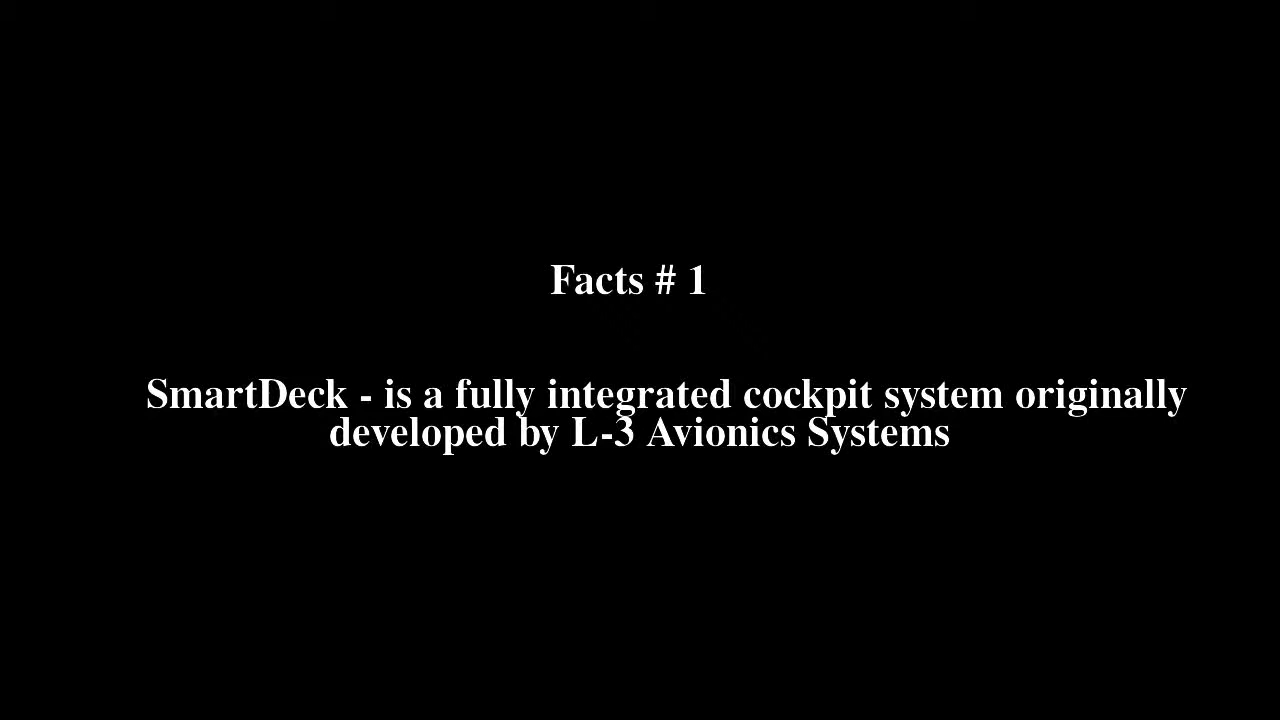 Facts # 1
SmartDeck - is a fully integrated cockpit system originally
developed by L-3 Avionics Systems